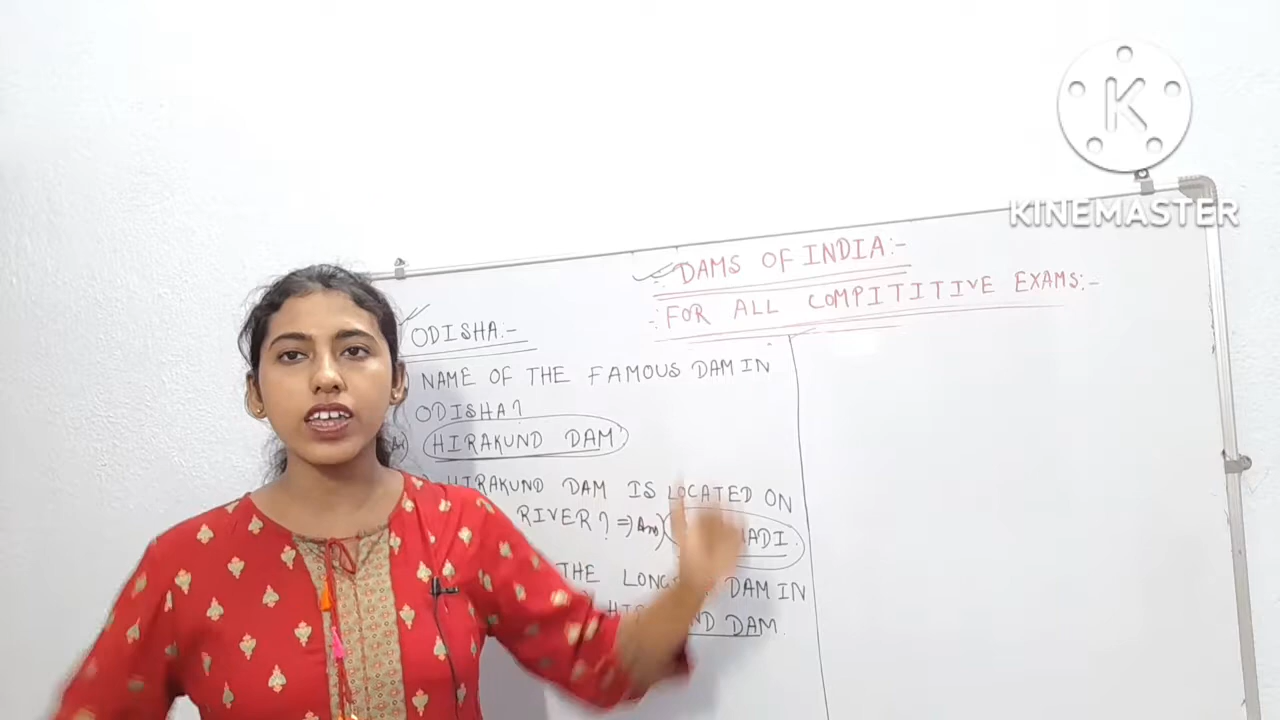 K
KINEMASTER
DAMS OF INDIA:-
FOR ALL COMPITITIVE EXAMS:-
ODISHA:-
NAME OF THE FAMOUS DAM IN
ODISHA?
HIRAKUND DAM
HIRAKUND DAM IS LOCATED ON
RIVER? => Ans)
THE DAM IN
DAM.